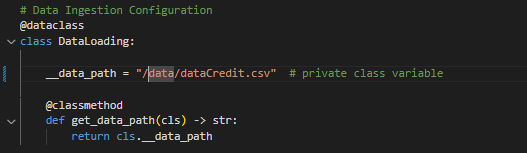 # Data Ingestion Configuration
@dataclass
class DataLoading:
__data_path = "/data/dataCredit.csv"  # private class variable
@classmethod
def get_data_path(cls) -> str:
return cls.__data_path